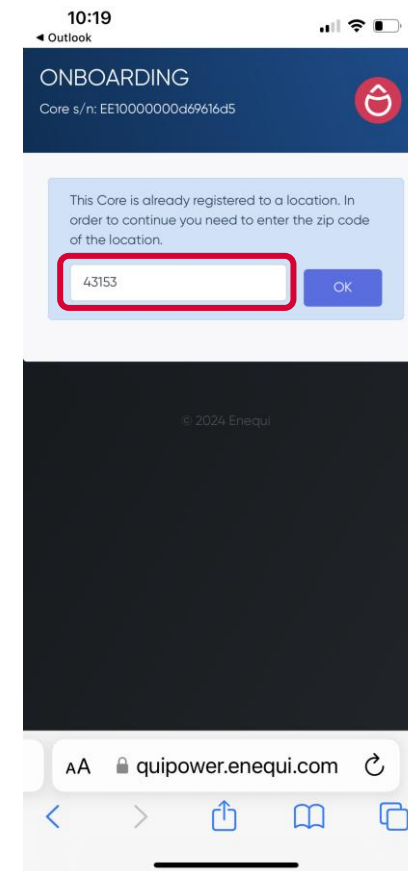 10:19
◀ Outlook
ONBOARDING
Core s/n: EE10000000d69616d5
This Core is already registered to a location. In
order to continue you need to enter the zip code
of the location.
43153
OK
© 2024 Enequi
AA quipower.enequi.com